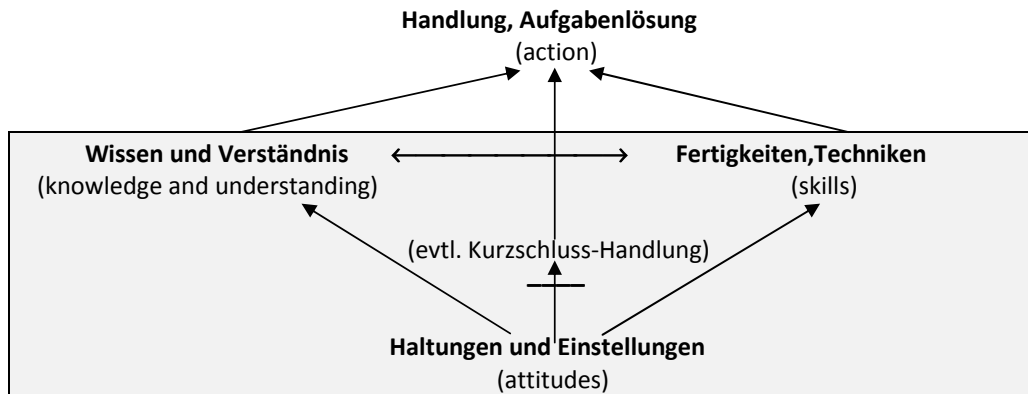 Handlung, Aufgabenlösung
(action)
Wissen und Verständnis
Fertigkeiten,Techniken
(knowledge and understanding)
(skills)
(evtl. Kurzschluss-Handlung)
Haltungen und Einstellungen
(attitudes)